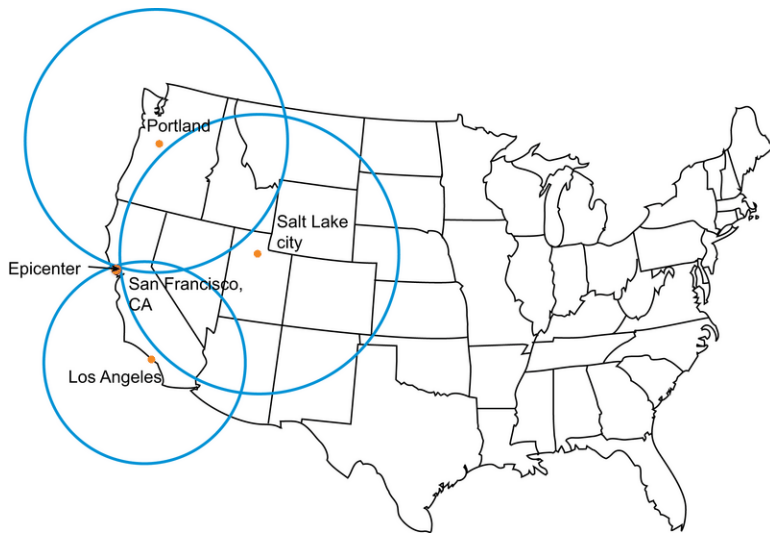 Portland
Salt Lake
city
Epicenter
San Francisco,
CA
Los Angeles